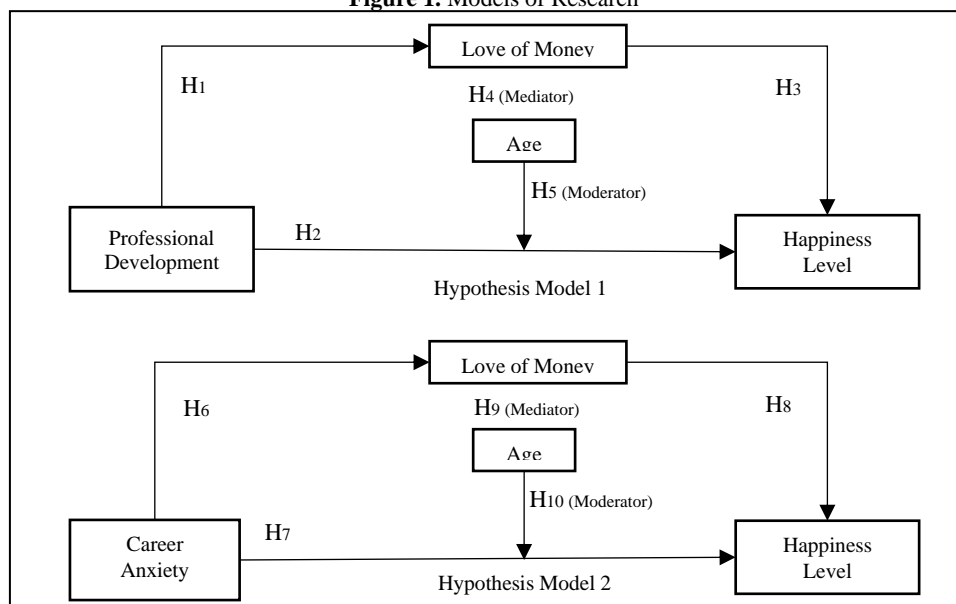 Figure 1. Models of Research
Love of Money
H1
H3
H4 (Mediator)
Age
H5 (Moderator)
Professional
Development
H2
Happiness
Level
Hypothesis Model 1
Love of Money
H6
H9 (Mediator)
H8
Age
H10 (Moderator)
Career
Anxiety
H7
Happiness
Level
Hypothesis Model 2